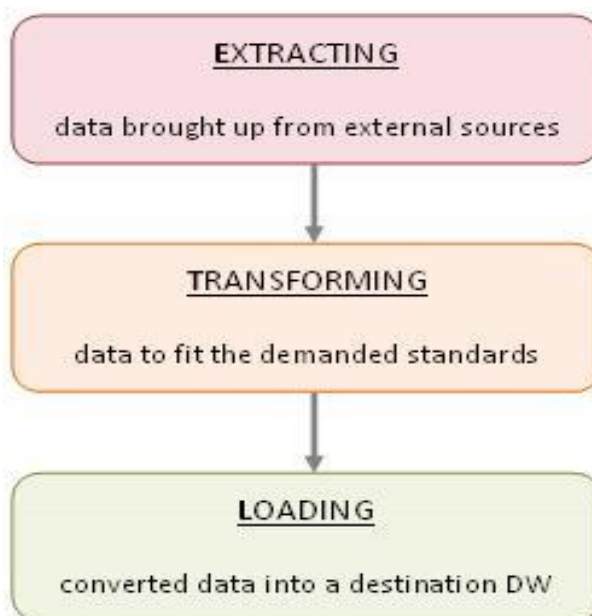 EXTRACTING
data brought up from external sources
TRANSFORMING
data to fit the demanded standards
LOADING
converted data into a destination DW